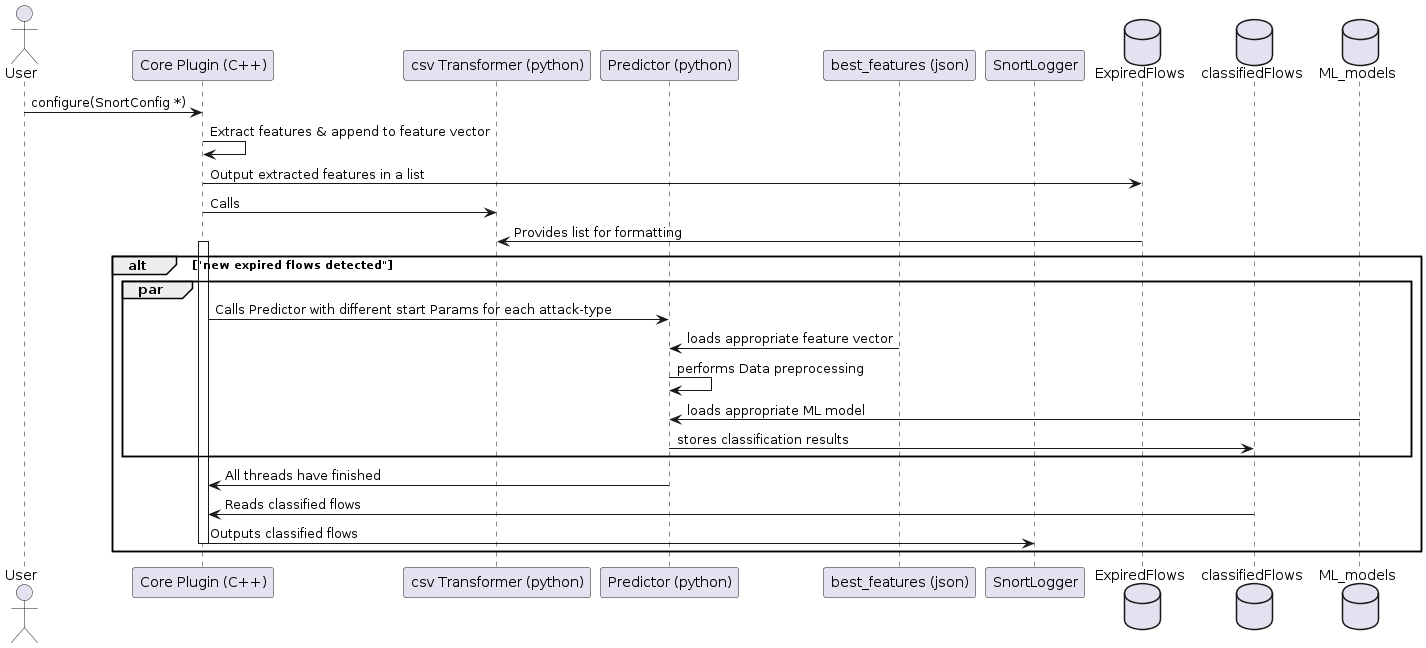 User
Core Plugin (C++)
csv Transformer (python)
Predictor (python)
best_features (json)
SnortLogger
ExpiredFlows
classifiedFlows
ML_models
configure(SnortConfig *)
Extract features & append to feature vector
Output extracted features in a list
Calls
Provides list for formatting
alt
["new expired flows detected"]
par
Calls Predictor with different start Params for each attack-type
loads appropriate feature vector
performs Data preprocessing
loads appropriate ML model
stores classification results
All threads have finished
Reads classified flows
Outputs classified flows
User
Core Plugin (C++)
csv Transformer (python)
Predictor (python)
best_features (json)
SnortLogger
ExpiredFlows
classifiedFlows
ML_models